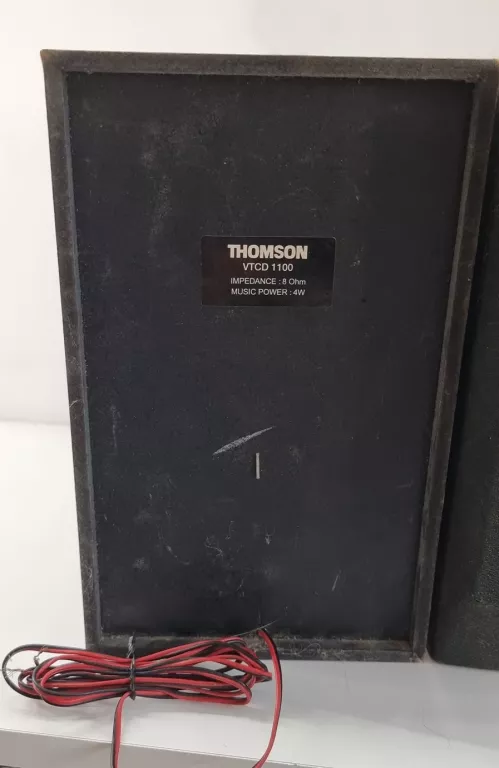 THOMSON
VTCD 1100
IMPEDANCE : 8 Ohm
MUSIC POWER : 4W